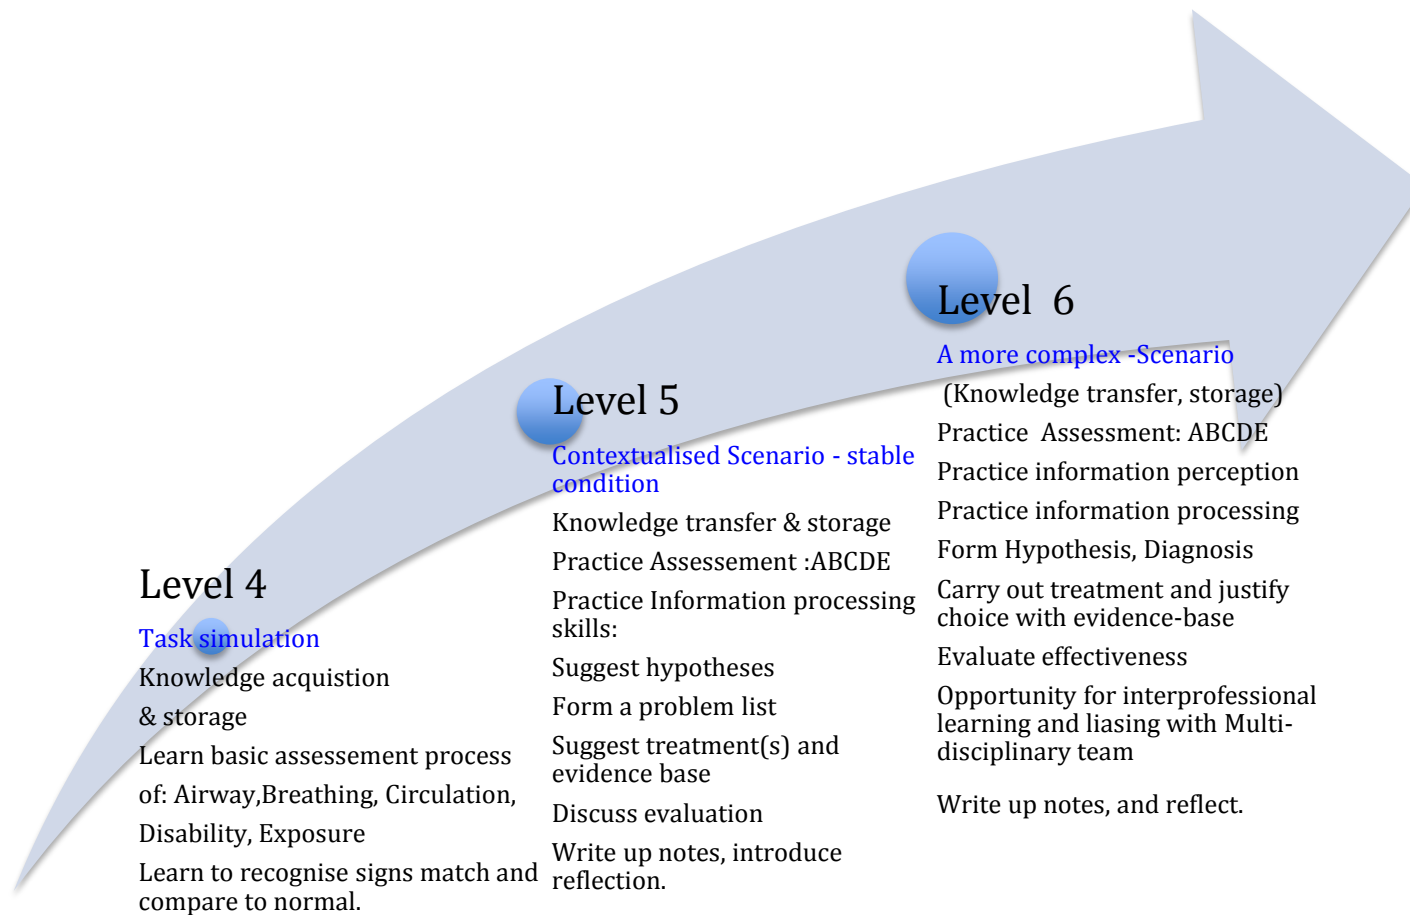 Level 4
Task simulation
Knowledge acquistion
& storage
Learn basic assessement process
of: Airway,Breathing, Circulation,
Disability, Exposure
Learn to recognise signs match and
compare to normal.
Level 5
Contextualised Scenario - stable
condition
Knowledge transfer & storage
Practice Assessement :ABCDE
Practice Information processing
skills:
Suggest hypotheses
Form a problem list
Suggest treatment(s) and
evidence base
Discuss evaluation
Write up notes, introduce
reflection.
Level 6
A more complex -Scenario
(Knowledge transfer, storage)
Practice Assessment: ABCDE
Practice information perception
Practice information processing
Form Hypothesis, Diagnosis
Carry out treatment and justify
choice with evidence-base
Evaluate effectiveness
Opportunity for interprofessional
learning and liasing with Multi-
disciplinary team
Write up notes, and reflect.